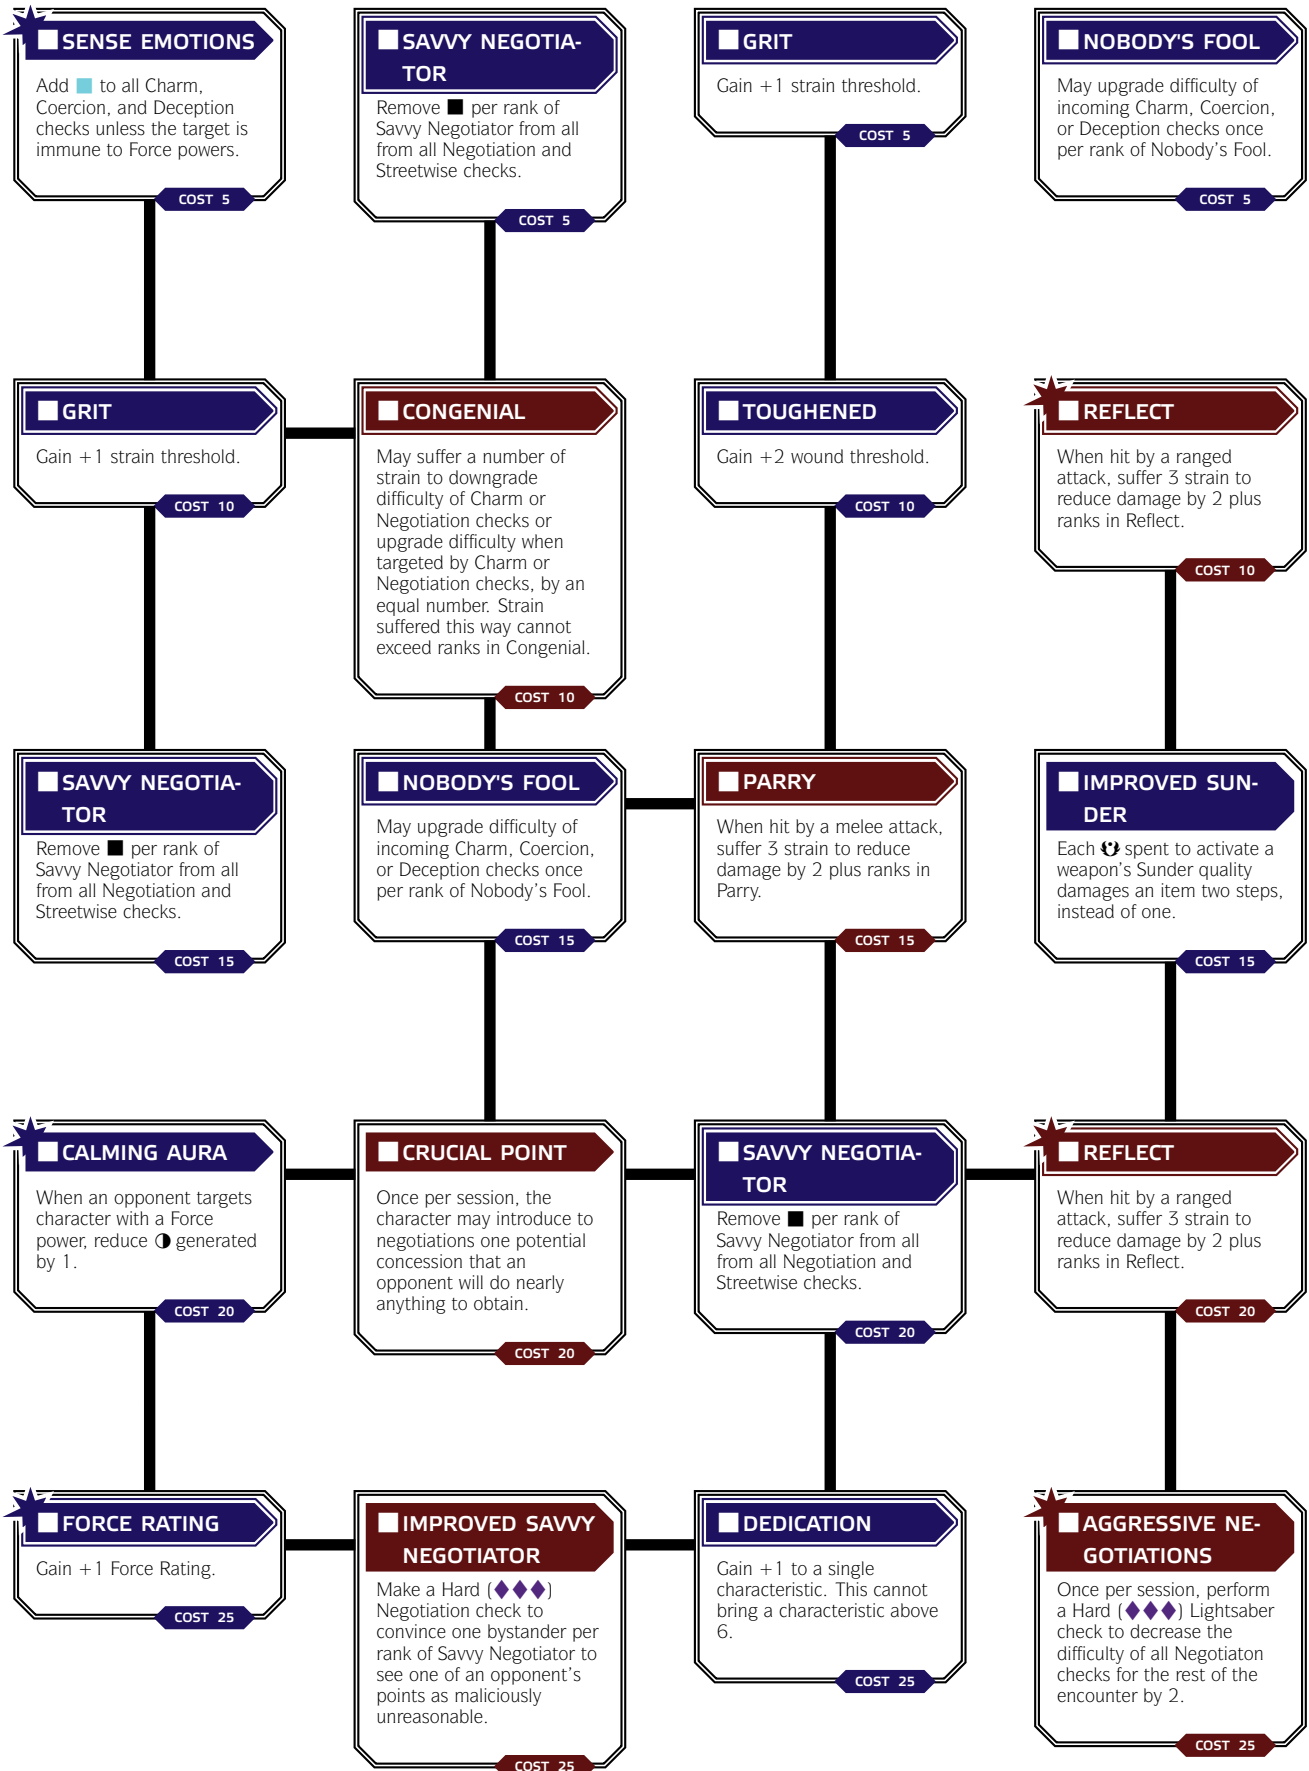 SENSE EMOTIONS
Add to all Charm,
Coercion, and Deception
checks unless the target is
immune to Force powers.
COST 5
SAVVY NEGOTIA-
TOR
Remove per rank of
Savvy Negotiator from all
from all Negotiation and
Streetwise checks.
COST 5
GRIT
Gain +1 strain threshold.
COST 5
NOBODY'S FOOL
May upgrade difficulty of
incoming Charm, Coercion,
or Deception checks once
per rank of Nobody's Fool.
COST 5
GRIT
Gain +1 strain threshold.
COST 10
CONGENIAL
May suffer a number of
strain to downgrade
difficulty of Charm or
Negotiation checks or
upgrade difficulty when
targeted by Charm or
Negotiation checks, by an
equal number. Strain
suffered this way cannot
exceed ranks in Congenial.
COST 10
TOUGHENED
Gain +2 wound threshold.
COST 10
REFLECT
When hit by a ranged
attack, suffer 3 strain to
reduce damage by 2 plus
ranks in Reflect.
COST 10
SAVVY NEGOTIA-
TOR
Remove per rank of
Savvy Negotiator from all
from all Negotiation and
Streetwise checks.
COST 15
NOBODY'S FOOL
May upgrade difficulty of
incoming Charm, Coercion,
or Deception checks once
per rank of Nobody's Fool.
COST 15
PARRY
When hit by a melee attack,
suffer 3 strain to reduce
damage by 2 plus ranks in
Parry.
COST 15
IMPROVED SUN-
DER
Each spent to activate a
weapon's Sunder quality
damages an item two steps,
instead of one.
COST 15
CALMING AURA
When an opponent targets
character with a Force
power, reduce generated
by 1.
COST 20
CRUCIAL POINT
Once per session, the
character may introduce to
negotiations one potential
concession that an
opponent will do nearly
anything to obtain.
COST 20
SAVVY NEGOTIA-
TOR
Remove per rank of
Savvy Negotiator from all
from all Negotiation and
Streetwise checks.
COST 20
REFLECT
When hit by a ranged
attack, suffer 3 strain to
reduce damage by 2 plus
ranks in Reflect.
COST 20
FORCE RATING
Gain +1 Force Rating.
COST 25
IMPROVED SAVVY
NEGOTIATOR
Make a Hard (♦♦♦)
Negotiation check to
convince one bystander per
rank of Savvy Negotiator to
see one of an opponent's
points as maliciously
unreasonable.
COST 25
DEDICATION
Gain +1 to a single
characteristic. This cannot
bring a characteristic above
6.
COST 25
AGGRESSIVE NE-
GOTIATIONS
Once per session, perform
a Hard (♦♦♦) Lightsaber
check to decrease the
difficulty of all Negotiaton
checks for the rest of the
encounter by 2.
COST 25